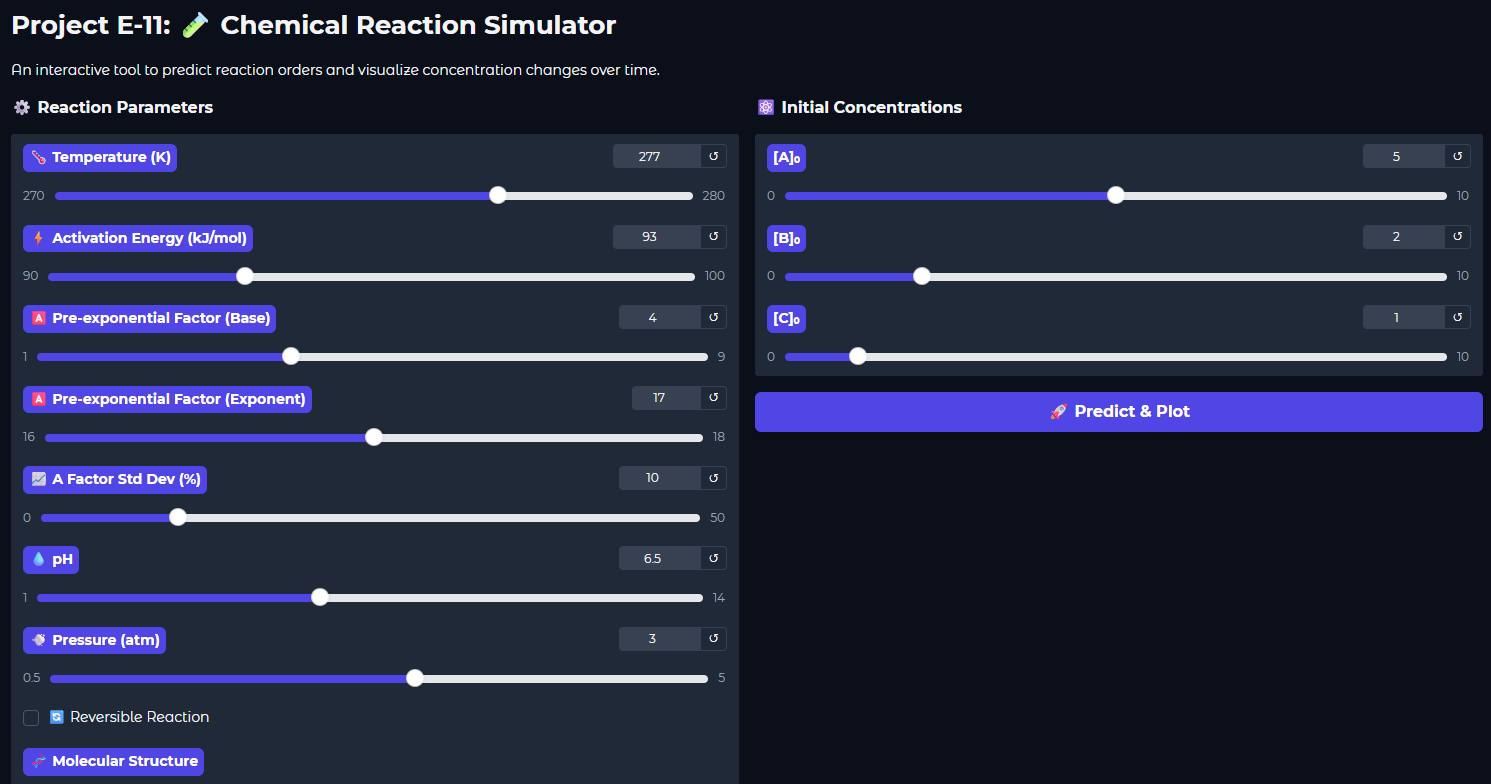 Project E-11: 🧪 Chemical Reaction Simulator
An interactive tool to predict reaction orders and visualize concentration changes over time.
⚙️ Reaction Parameters
🌡️ Temperature (K)
277 ↺
270 280
⚡ Activation Energy (kJ/mol)
93 ↺
90 100
🅰️ Pre-exponential Factor (Base)
4 ↺
1 9
🅰️ Pre-exponential Factor (Exponent)
17 ↺
16 18
📈 A Factor Std Dev (%)
10 ↺
0 50
💧 pH
6.5 ↺
1 14
💨 Pressure (atm)
3 ↺
0.5 5
🔄 Reversible Reaction
🧬 Molecular Structure
⚛️ Initial Concentrations
[A]₀
5 ↺
0 10
[B]₀
2 ↺
0 10
[C]₀
1 ↺
0 10
🚀 Predict & Plot